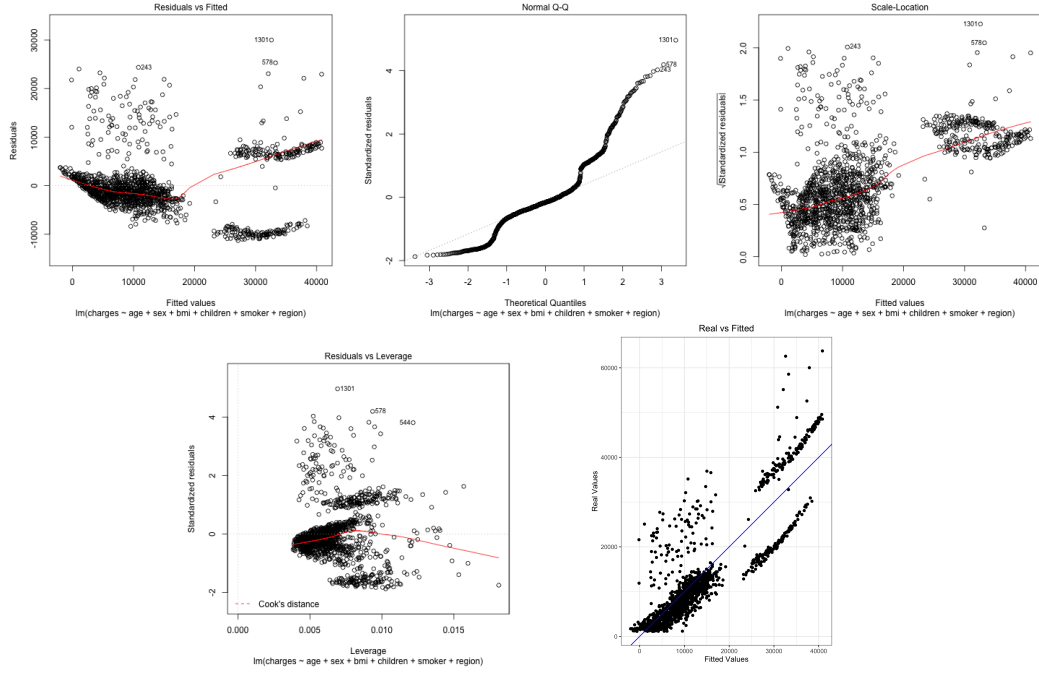 Residuals vs Fitted
Residuals
30000
20000
10000
0
-10000
1301
578
243
0 10000 20000 30000 40000
Fitted values
lm(charges ~ age + sex + bmi + children + smoker + region)
Normal Q-Q
Standardized residuals
4
2
0
-2
1301
578
243
-3 -2 -1 0 1 2 3
Theoretical Quantiles
lm(charges ~ age + sex + bmi + children + smoker + region)
Scale-Location
√|Standardized residuals|
2.0
1.5
1.0
0.5
0.0
1301
578
243
0 10000 20000 30000 40000
Fitted values
lm(charges ~ age + sex + bmi + children + smoker + region)
Residuals vs Leverage
Standardized residuals
4
2
0
-2
1301
578
544
Cook's distance
0.000 0.005 0.010 0.015
Leverage
lm(charges ~ age + sex + bmi + children + smoker + region)
Real vs Fitted
Real Values
60000
40000
20000
0
0 10000 20000 30000 40000
Fitted Values